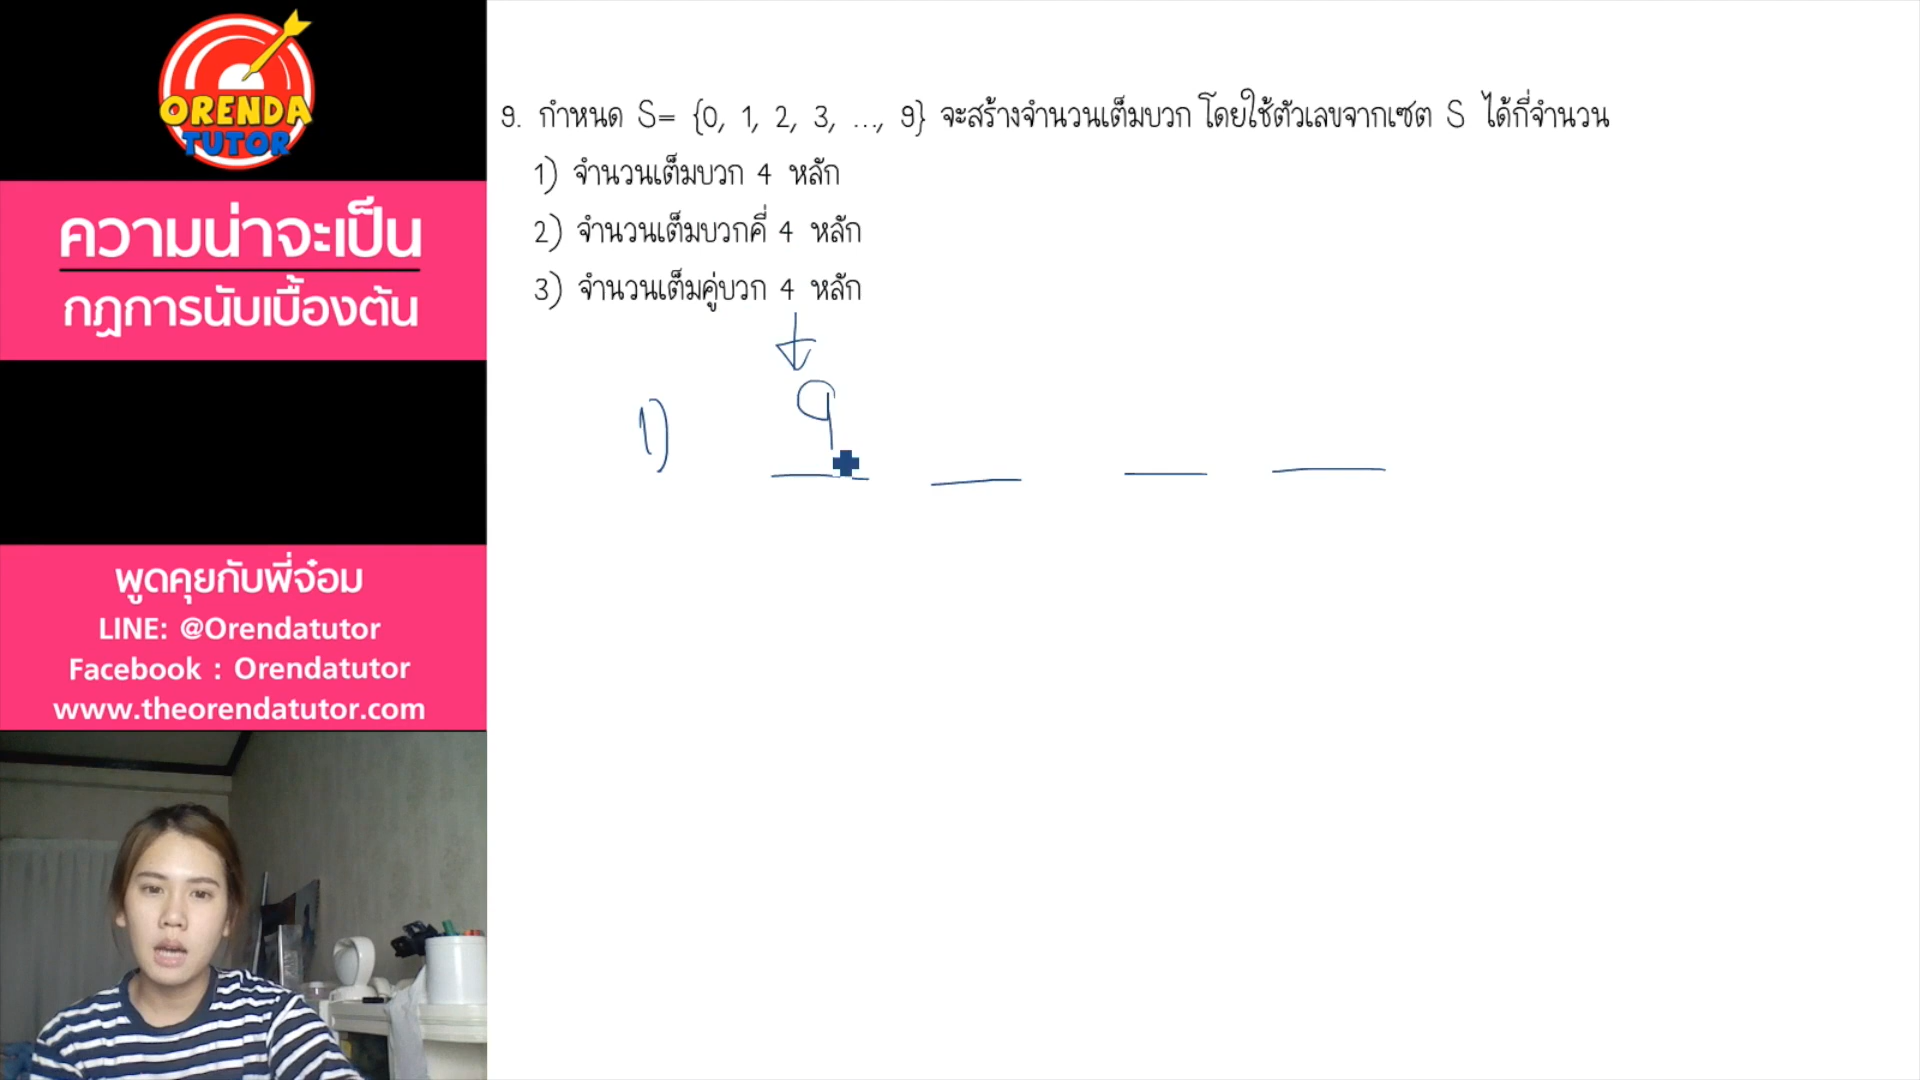 ORENDA
TUTOR
ความน่าจะเป็น
กฎการนับเบื้องต้น
พูดคุยกับพี่จ๋อม
LINE: @Orendatutor
Facebook : Orendatutor
www.theorendatutor.com
9. กำหนด S= {0, 1, 2, 3, ..., 9} จะสร้างจำนวนเต็มบวก โดยใช้ตัวเลขจากเซต S ได้กี่จำนวน
1) จำนวนเต็มบวก 4 หลัก
2) จำนวนเต็มบวกคี่ 4 หลัก
3) จำนวนเต็มคู่บวก 4 หลัก
1) 9